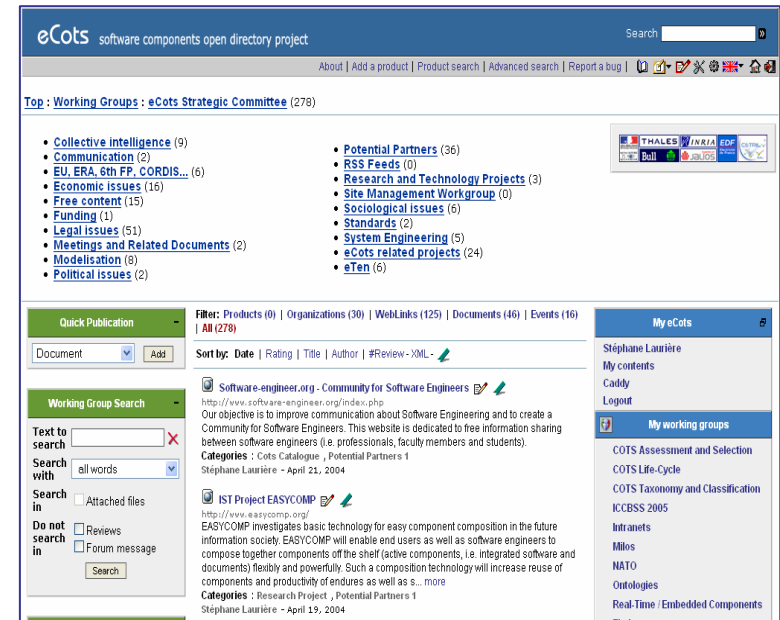 eCots software components open directory project
Search
About | Add a product | Product search | Advanced search | Report a bug |
Top : Working Groups : eCots Strategic Committee (278)
• Collective intelligence (9)
• Communication (2)
• EU, ERA, 6th FP, CORDIS... (6)
• Economic issues (16)
• Free content (15)
• Funding (1)
• Legal issues (51)
• Meetings and Related Documents (2)
• Modelisation (8)
• Political issues (2)
• Potential Partners (36)
• RSS Feeds (0)
• Research and Technology Projects (3)
• Site Management Workgroup (0)
• Sociological issues (6)
• Standards (2)
• System Engineering (5)
• eCots related projects (24)
• eTen (6)
THALES INRIA EDF
Bull
Quick Publication -
Document Add
Working Group Search -
Text to
search
Search
with all words
Search
in Attached files
Do not
search
in
Reviews
Forum message
Search
Filter: Products (0) | Organizations (30) | WebLinks (125) | Documents (46) | Events (16)
| All (278)
Sort by: Date | Rating | Title | Author | #Review - XML -
Software-engineer.org - Community for Software Engineers
http://www.software-engineer.org/index.php
Our objective is to improve communication about Software Engineering and to create a
Community for Software Engineers. This website is dedicated to free information sharing
between software engineers (i.e. professionals, faculty members and students).
Categories : Cots Catalogue , Potential Partners 1
Stéphane Laurière - April 21, 2004
IST Project EASYCOMP
http://www.easycomp.org/
EASYCOMP investigates basic technology for easy component composition in the future
information society. EASYCOMP will enable end users as well as software engineers to
compose together components off the shelf (active components, i.e. integrated software and
documents) flexibly and powerfully. Such a composition technology will increase reuse of
components and productivity of endures as well as s... more
Categories : Research Project , Potential Partners 1
Stéphane Laurière - April 19, 2004
My eCots
Stéphane Laurière
My contents
Caddy
Logout
My working groups
COTS Assessment and Selection
COTS Life-Cycle
COTS Taxonomy and Classification
ICCBSS 2005
Intranets
Milos
NATO
Ontologies
Real-Time / Embedded Components